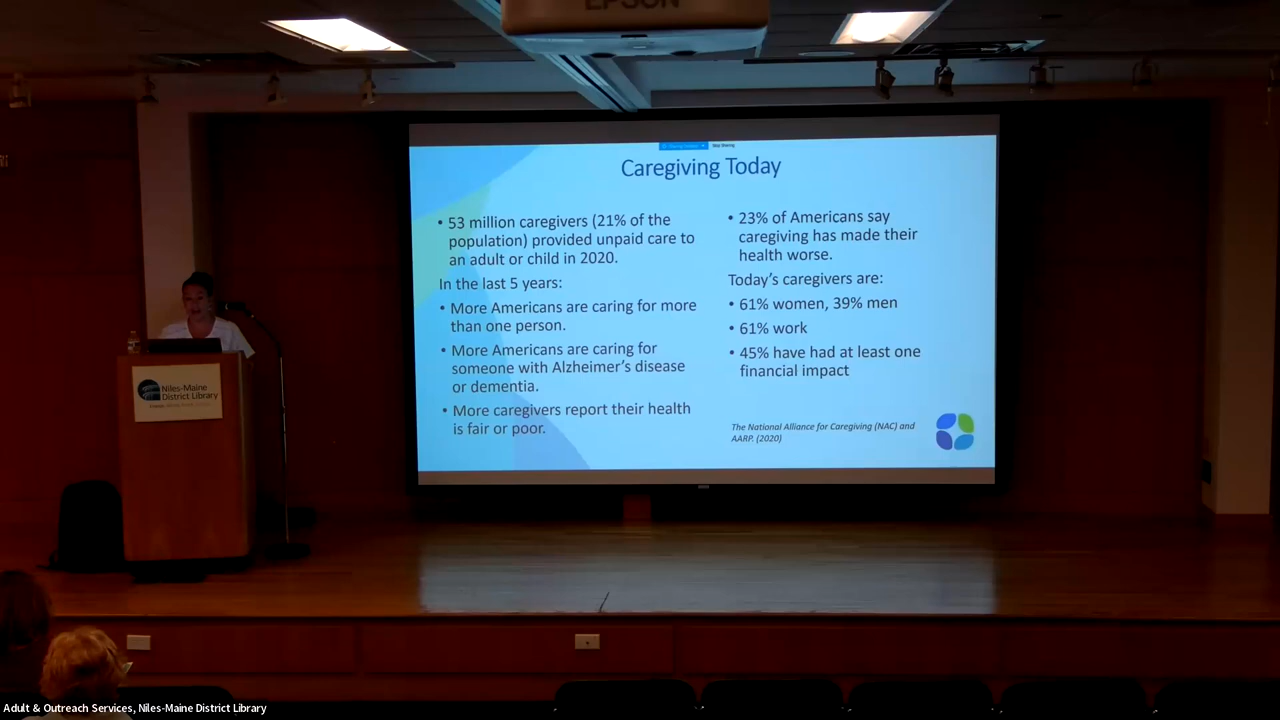 EPSON
Caregiving Today
• 53 million caregivers (21% of the
population) provided unpaid care to
an adult or child in 2020.
In the last 5 years:
• More Americans are caring for more
than one person.
• More Americans are caring for
someone with Alzheimer's disease
or dementia.
• More caregivers report their health
is fair or poor.
• 23% of Americans say
caregiving has made their
health worse.
Today's caregivers are:
• 61% women, 39% men
• 61% work
• 45% have had at least one
financial impact
The National Alliance for Caregiving (NAC) and
AARP. (2020)
Niles-Maine
District Library
Adult & Outreach Services, Niles-Maine District Library